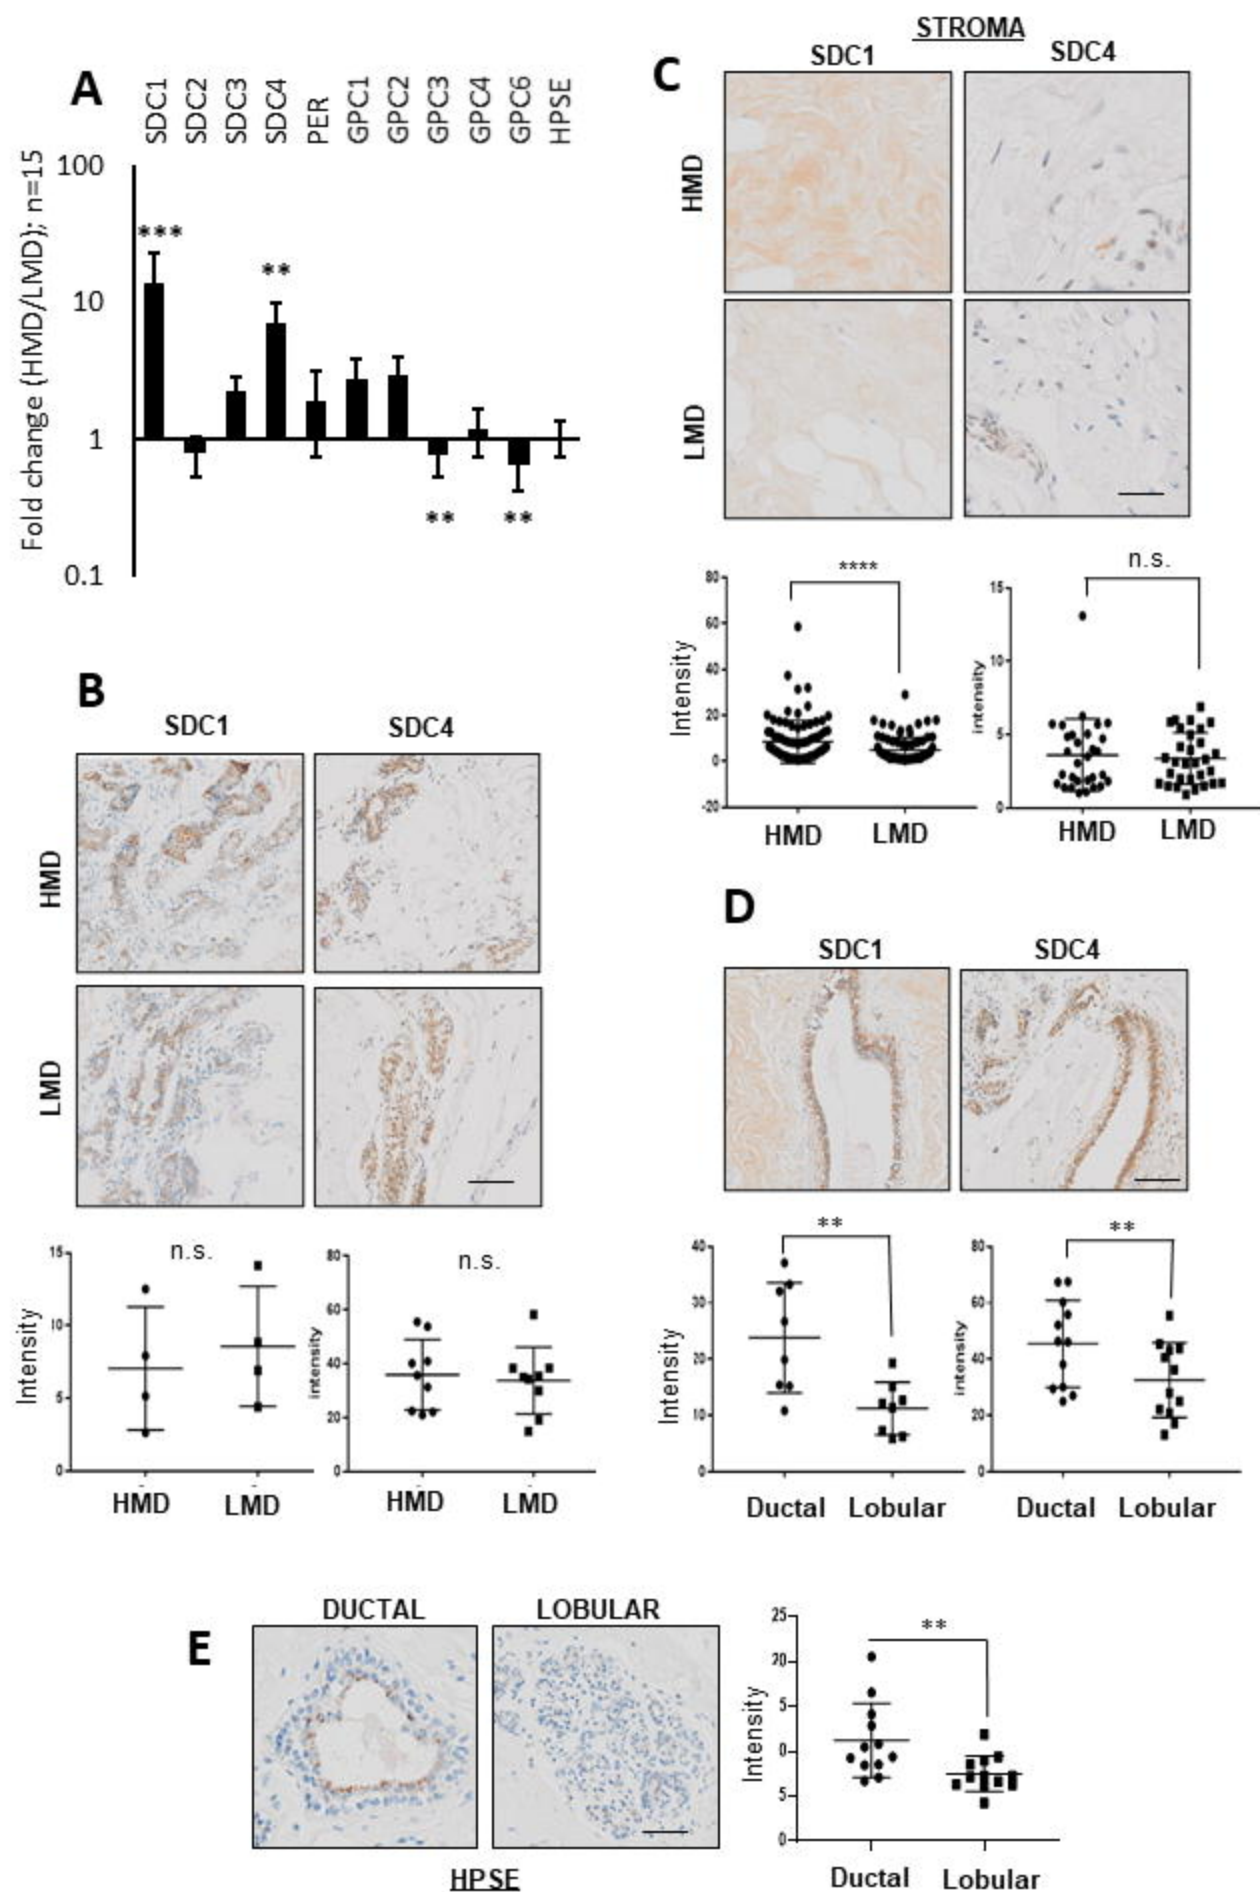 A
SDC1
SDC2
SDC3
SDC4
PER
GPC1
GPC2
GPC3
GPC4
GPC6
HPSE
Fold change (HMD/LMD); n=15
100
10
1
0.1
***
**
**
**
B
SDC1 SDC4
HMD
LMD
n.s.
Intensity
15
10
5
0
HMD LMD
n.s.
intensity
80
60
40
20
0
HMD LMD
C
STROMA
SDC1 SDC4
HMD
LMD
****
Intensity
80
60
40
20
0
-20
HMD LMD
n.s.
intensity
15
10
5
0
HMD LMD
D
SDC1 SDC4
**
Intensity
40
30
20
10
0
Ductal Lobular
**
intensity
80
60
40
20
0
Ductal Lobular
E
DUCTAL LOBULAR
HPSE
**
Intensity
25
20
5
0
5
0
Ductal Lobular